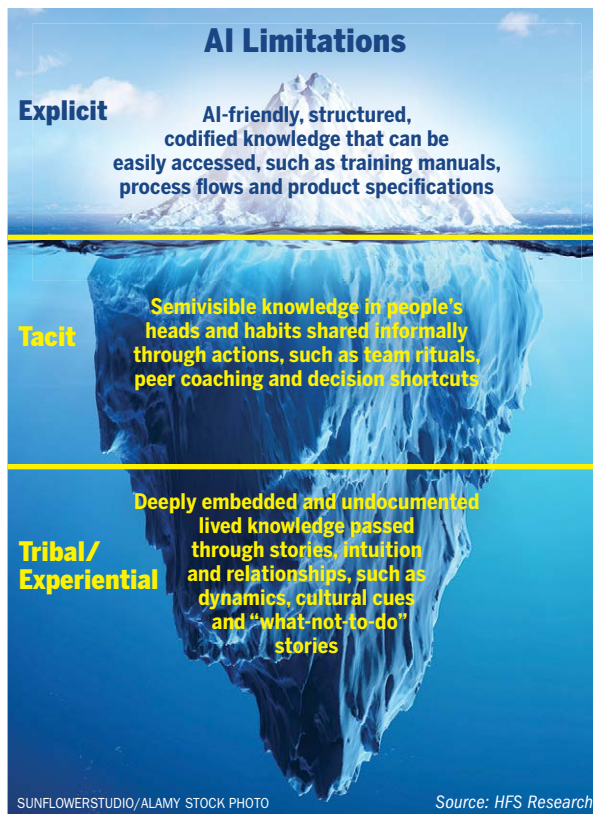 AI Limitations
Explicit
AI-friendly, structured,
codified knowledge that can be
easily accessed, such as training manuals,
process flows and product specifications
Tacit
Semivisible knowledge in people's
heads and habits shared informally
through actions, such as team rituals,
peer coaching and decision shortcuts
Tribal/
Experiential
Deeply embedded and undocumented
lived knowledge passed
through stories, intuition
and relationships, such as
dynamics, cultural cues
and “what-not-to-do”
stories
SUNFLOWERSTUDIO/ALAMY STOCK PHOTO
Source: HFS Research